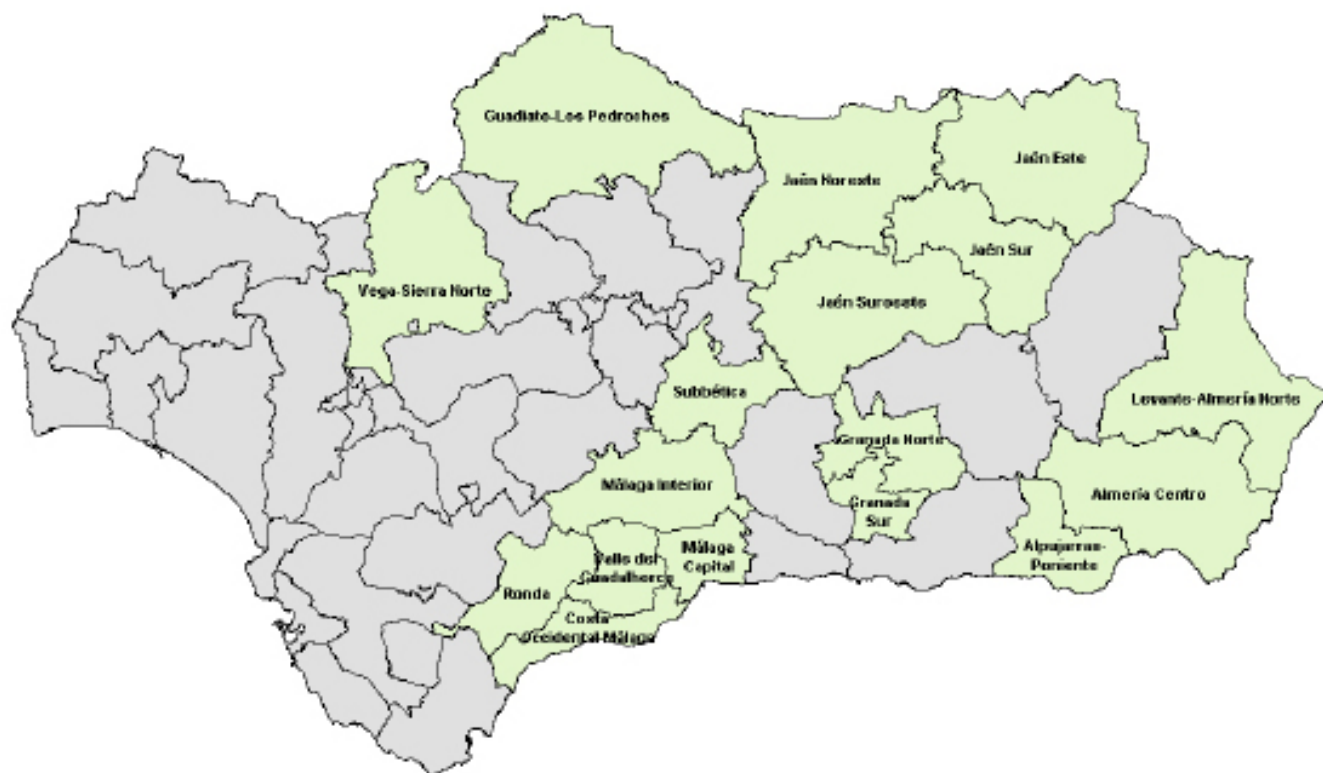 Guadiato-Los Pedroches
Jaén Este
Jaén Noreste
Jaén Sur
Vega-Sierra Norte
Jaén Suroeste
Subbética
Levante-Almería Norte
Granada Norte
Málaga Interior
Almería Centro
Granada
Sur
Málaga
Capital
Valle del
Guadalhorce
Alpujarras-
Poniente
Ronda
Costa
Occidental-Málaga